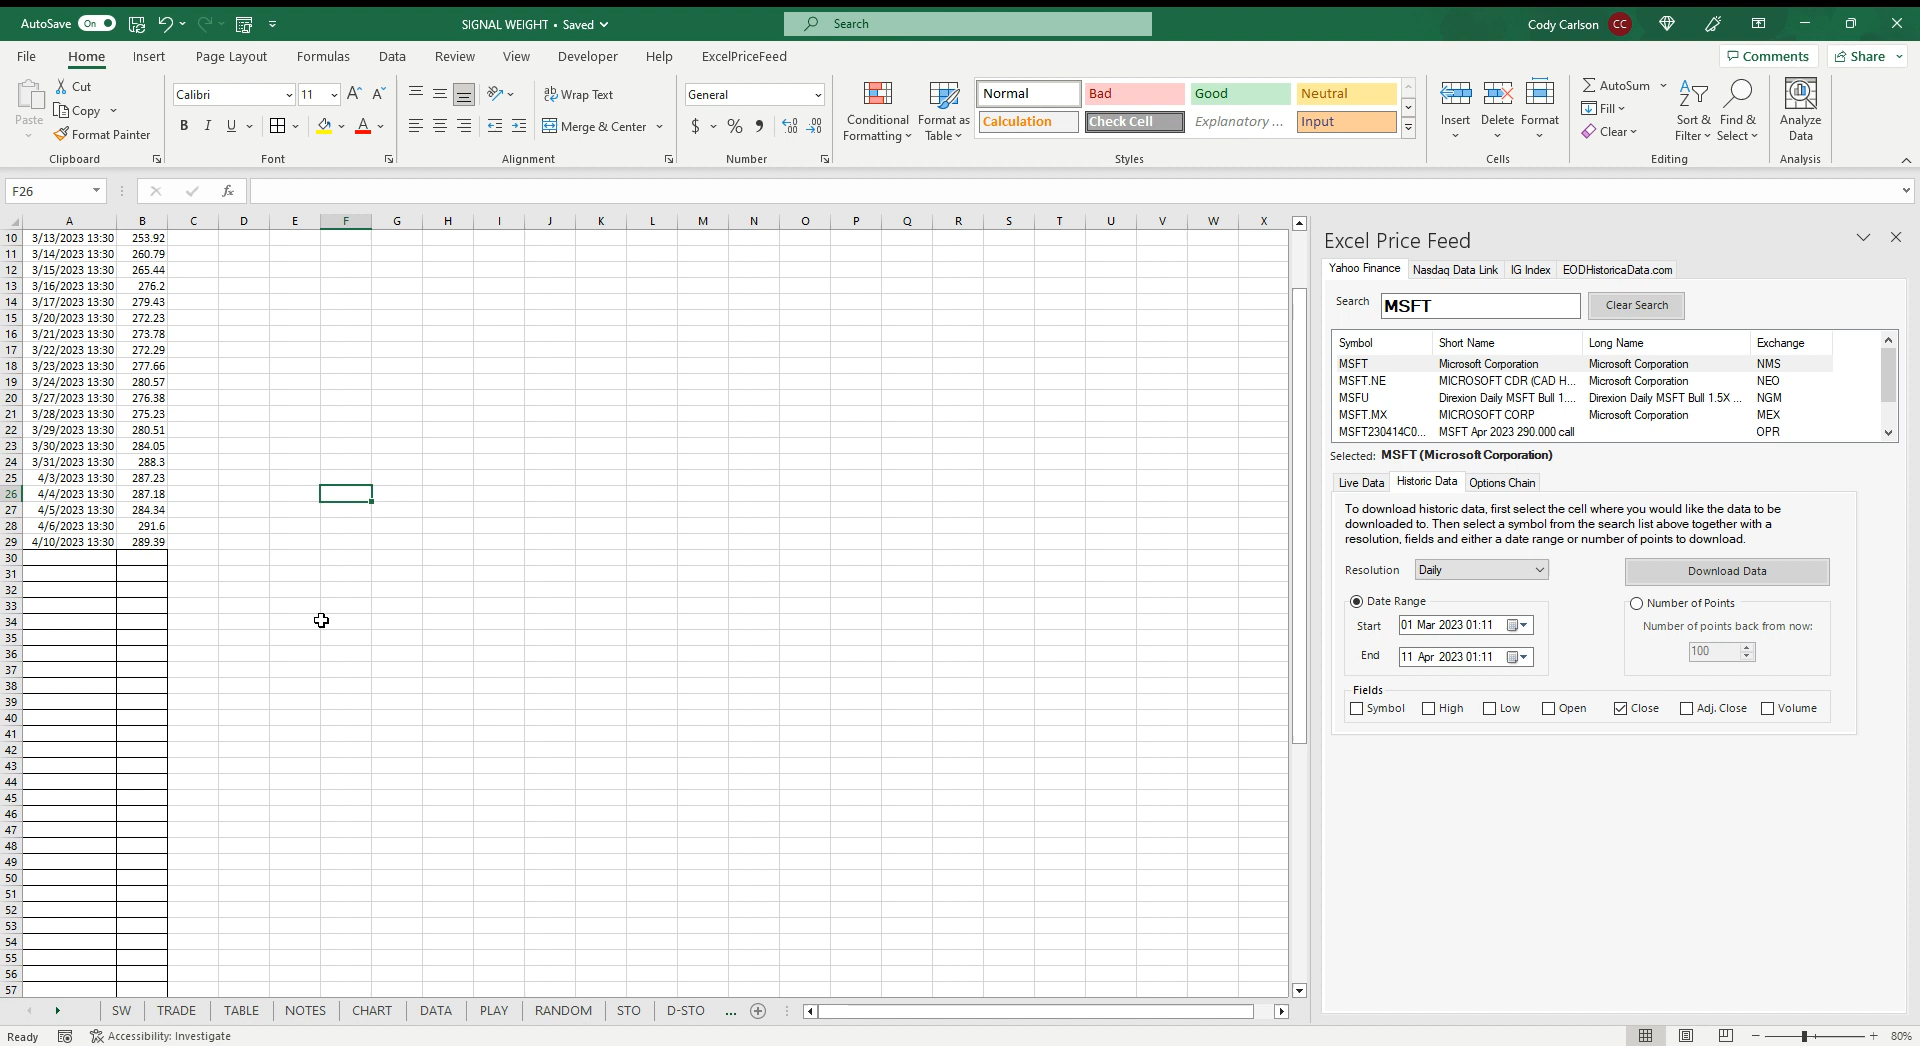 AutoSave On SIGNAL WEIGHT • Saved Search Cody Carlson CC
File Home Insert Page Layout Formulas Data Review View Developer Help ExcelPriceFeed Comments Share
Paste
Cut
Copy
Format Painter
Clipboard
Calibri 11
B I U
Font
Wrap Text
Merge & Center
Alignment
General
$ %
Number
Conditional Formatting
Format as Table
Normal Bad Good Neutral
Calculation Check Cell Explanatory ... Input
Styles
Insert Delete Format
Cells
AutoSum
Fill
Clear
Sort & Filter
Find & Select
Editing
Analyze Data
Analysis
F26 fx
A B C D E F G H I J K L M N O P Q R S T U V W X
10 3/13/2023 13:30 253.92
11 3/14/2023 13:30 260.79
12 3/15/2023 13:30 265.44
13 3/16/2023 13:30 276.2
14 3/17/2023 13:30 279.43
15 3/20/2023 13:30 272.23
16 3/21/2023 13:30 273.78
17 3/22/2023 13:30 272.29
18 3/23/2023 13:30 277.66
19 3/24/2023 13:30 280.57
20 3/27/2023 13:30 276.38
21 3/28/2023 13:30 275.23
22 3/29/2023 13:30 280.51
23 3/30/2023 13:30 284.05
24 3/31/2023 13:30 288.3
25 4/3/2023 13:30 287.23
26 4/4/2023 13:30 287.18
27 4/5/2023 13:30 284.34
28 4/6/2023 13:30 291.6
29 4/10/2023 13:30 289.39
30
31
32
33
34
35
36
37
38
39
40
41
42
43
44
45
46
47
48
49
50
51
52
53
54
55
56
57
Excel Price Feed
Yahoo Finance Nasdaq Data Link IG Index EODHistoricaData.com
Search MSFT Clear Search
Symbol Short Name Long Name Exchange
MSFT Microsoft Corporation Microsoft Corporation NMS
MSFT.NE MICROSOFT CDR (CAD H... Microsoft Corporation NEO
MSFU Direxion Daily MSFT Bull 1.... Direxion Daily MSFT Bull 1.5X ... NGM
MSFT.MX MICROSOFT CORP Microsoft Corporation MEX
MSFT230414C0... MSFT Apr 2023 290.000 call OPR
Selected: MSFT (Microsoft Corporation)
Live Data Historic Data Options Chain
To download historic data, first select the cell where you would like the data to be
downloaded to. Then select a symbol from the search list above together with a
resolution, fields and either a date range or number of points to download.
Resolution Daily Download Data
Date Range Number of Points
Start 01 Mar 2023 01:11 Number of points back from now:
End 11 Apr 2023 01:11 100
Fields
Symbol High Low Open Close Adj. Close Volume
SW TRADE TABLE NOTES CHART DATA PLAY RANDOM STO D-STO ...
Ready Accessibility: Investigate 80%